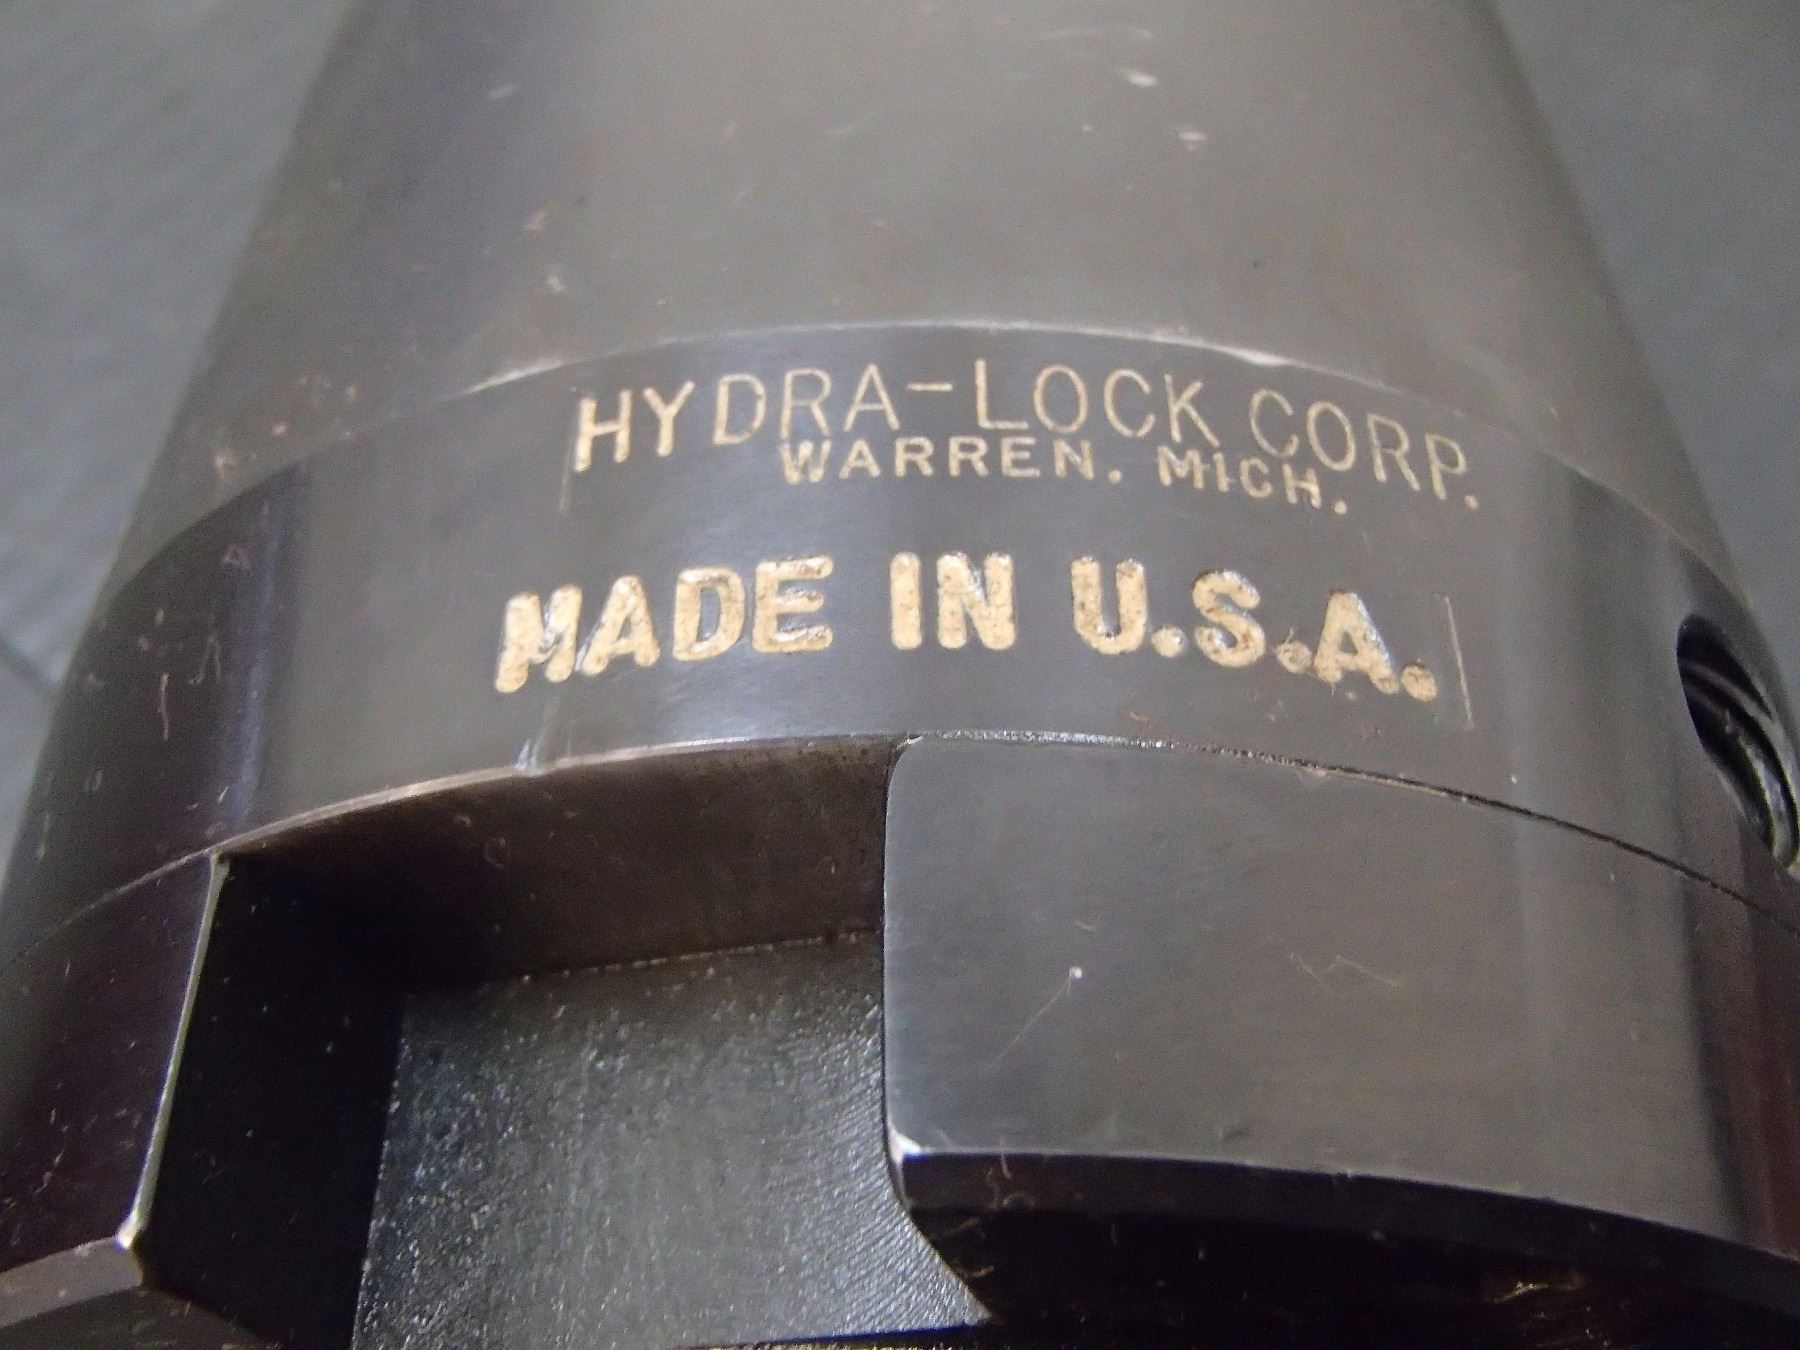 HYDRA-LOCK CORP.
WARREN. MICH.
MADE IN U.S.A.